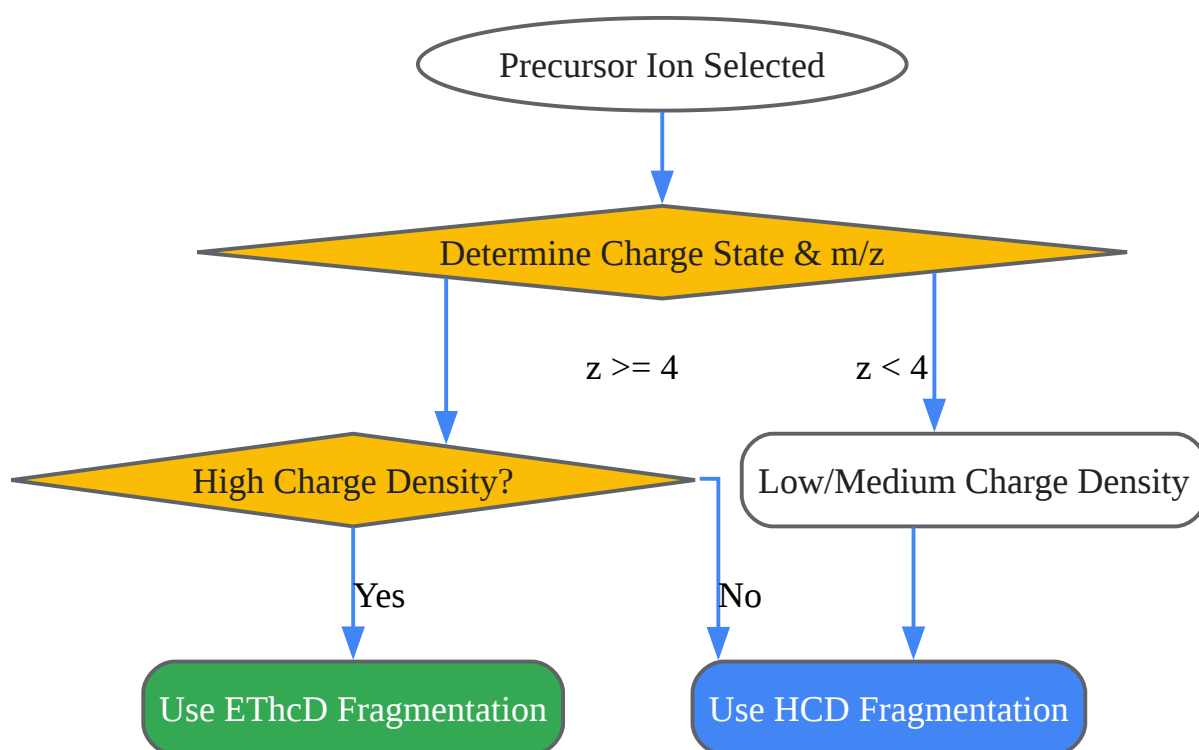 Precursor Ion Selected
Determine Charge State & m/z
z >= 4
z < 4
High Charge Density?
Low/Medium Charge Density
Yes
No
Use EThcD Fragmentation
Use HCD Fragmentation